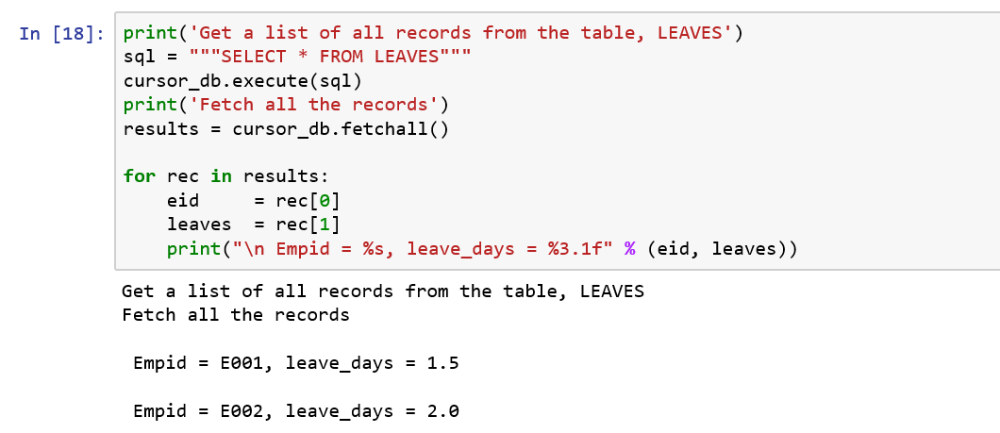 In [18]: print('Get a list of all records from the table, LEAVES')
sql = """SELECT * FROM LEAVES"""
cursor_db.execute(sql)
print('Fetch all the records')
results = cursor_db.fetchall()

for rec in results:
    eid     = rec[0]
    leaves  = rec[1]
    print("\n Empid = %s, leave_days = %3.1f" % (eid, leaves))
Get a list of all records from the table, LEAVES
Fetch all the records

 Empid = E001, leave_days = 1.5

 Empid = E002, leave_days = 2.0